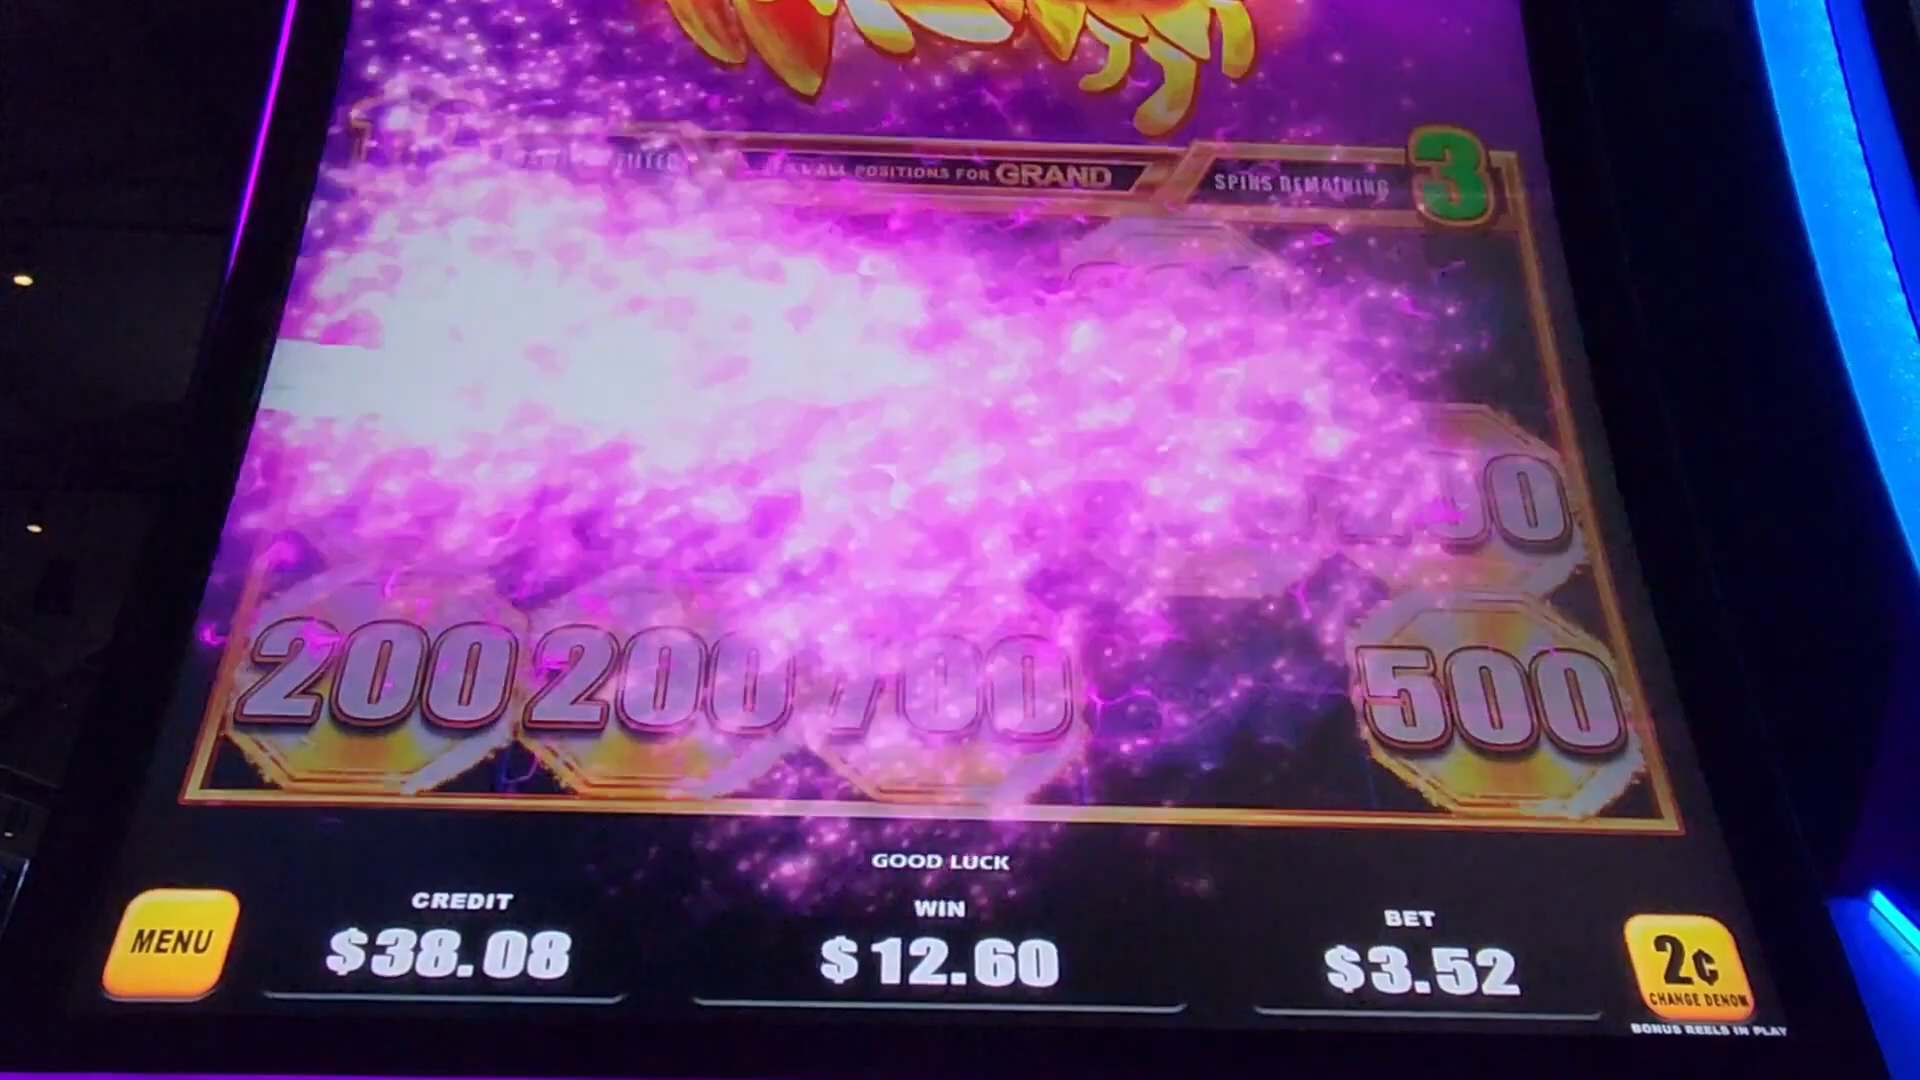 FILL ALL POSITIONS FOR GRAND
SPINS REMAINING 3
200 200 500
GOOD LUCK
MENU
CREDIT
$38.08
WIN
$12.60
BET
$3.52
2¢
CHANGE DENOM
BONUS REELS IN PLAY